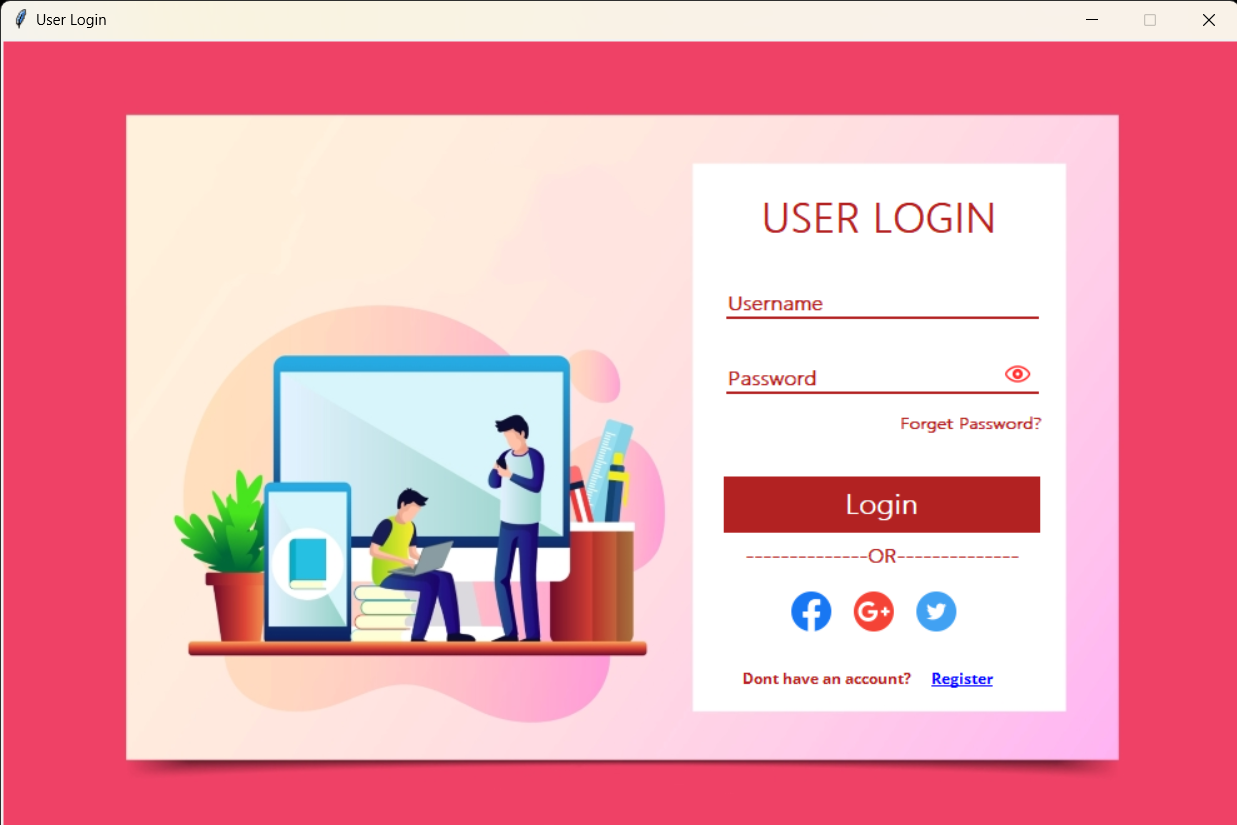 User Login
USER LOGIN
Username
Password
Forget Password?
Login
--------------OR--------------
f
G+
Dont have an account? Register